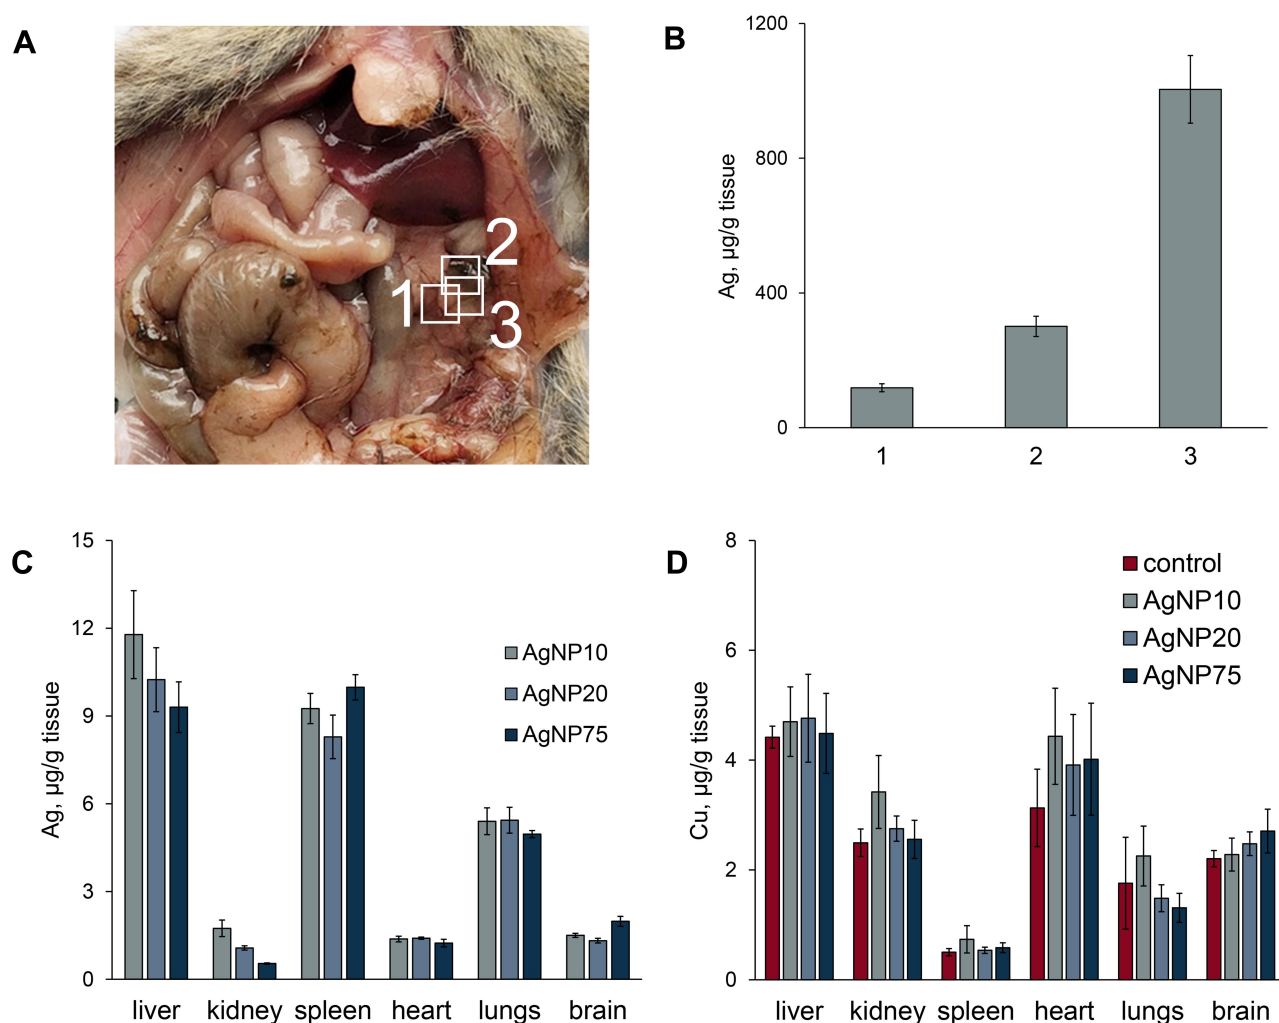 A
1
2
3
B
Ag, µg/g tissue
1200
800
400
0
1 2 3
C
Ag, µg/g tissue
15
12
9
6
3
0
AgNP10
AgNP20
AgNP75
liver kidney spleen heart lungs brain
D
Cu, µg/g tissue
8
6
4
2
0
control
AgNP10
AgNP20
AgNP75
liver kidney spleen heart lungs brain